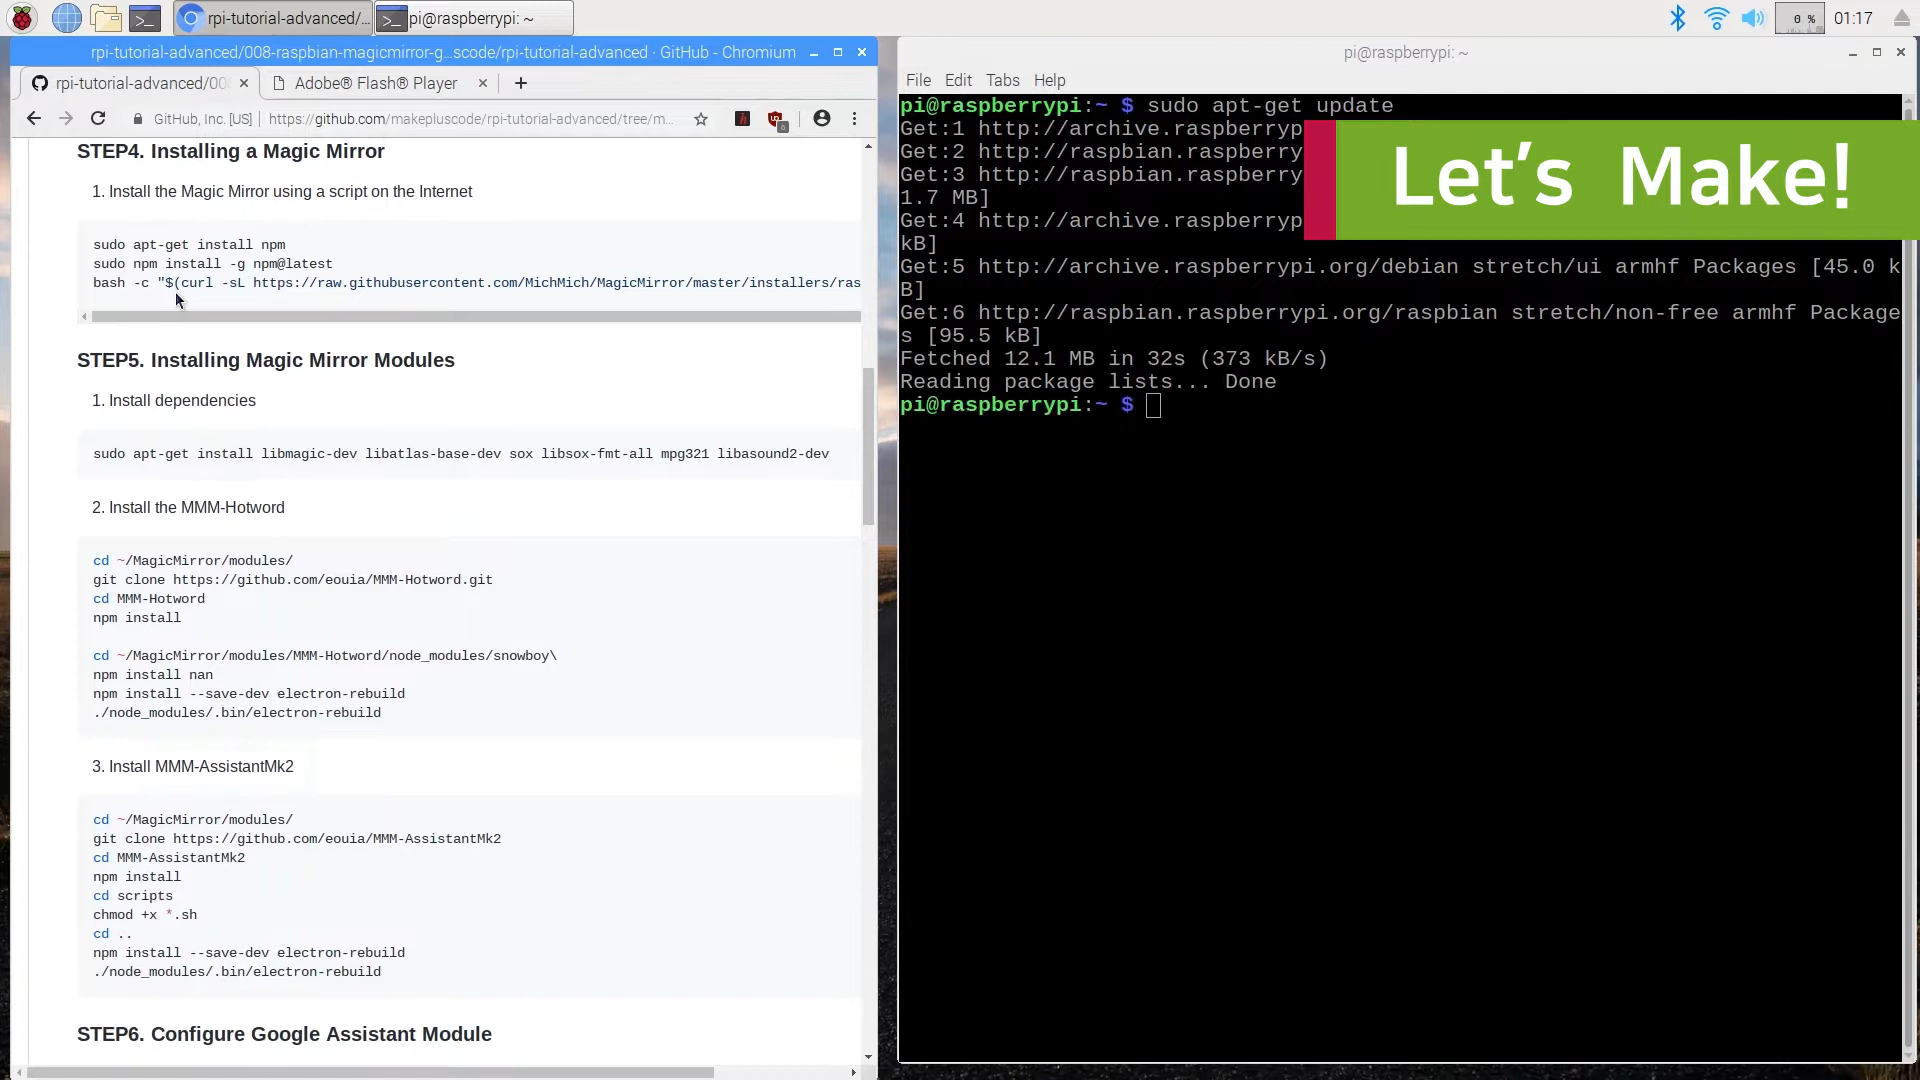 rpi-tutorial-advanced/...
pi@raspberrypi: ~
0 %
01:17
rpi-tutorial-advanced/008-raspbian-magicmirror-g...scode/rpi-tutorial-advanced · GitHub - Chromium
rpi-tutorial-advanced/00
Adobe® Flash® Player
GitHub, Inc. [US]
https://github.com/makepluscode/rpi-tutorial-advanced/tree/m...
STEP4. Installing a Magic Mirror
1. Install the Magic Mirror using a script on the Internet
sudo apt-get install npm
sudo npm install -g npm@latest
bash -c "$(curl -sL https://raw.githubusercontent.com/MichMich/MagicMirror/master/installers/ras
STEP5. Installing Magic Mirror Modules
1. Install dependencies
sudo apt-get install libmagic-dev libatlas-base-dev sox libsox-fmt-all mpg321 libasound2-dev
2. Install the MMM-Hotword
cd ~/MagicMirror/modules/
git clone https://github.com/eouia/MMM-Hotword.git
cd MMM-Hotword
npm install
cd ~/MagicMirror/modules/MMM-Hotword/node_modules/snowboy\
npm install nan
npm install --save-dev electron-rebuild
./node_modules/.bin/electron-rebuild
3. Install MMM-AssistantMk2
cd ~/MagicMirror/modules/
git clone https://github.com/eouia/MMM-AssistantMk2
cd MMM-AssistantMk2
npm install
cd scripts
chmod +x *.sh
cd ..
npm install --save-dev electron-rebuild
./node_modules/.bin/electron-rebuild
STEP6. Configure Google Assistant Module
pi@raspberrypi: ~
File Edit Tabs Help
pi@raspberrypi:~ $ sudo apt-get update
Get:1 http://archive.raspberryp
Get:2 http://raspbian.raspberry
Get:3 http://raspbian.raspberry
1.7 MB]
Get:4 http://archive.raspberryp
kB]
Get:5 http://archive.raspberrypi.org/debian stretch/ui armhf Packages [45.0 k
B]
Get:6 http://raspbian.raspberrypi.org/raspbian stretch/non-free armhf Package
s [95.5 kB]
Fetched 12.1 MB in 32s (373 kB/s)
Reading package lists... Done
pi@raspberrypi:~ $
Let's Make!